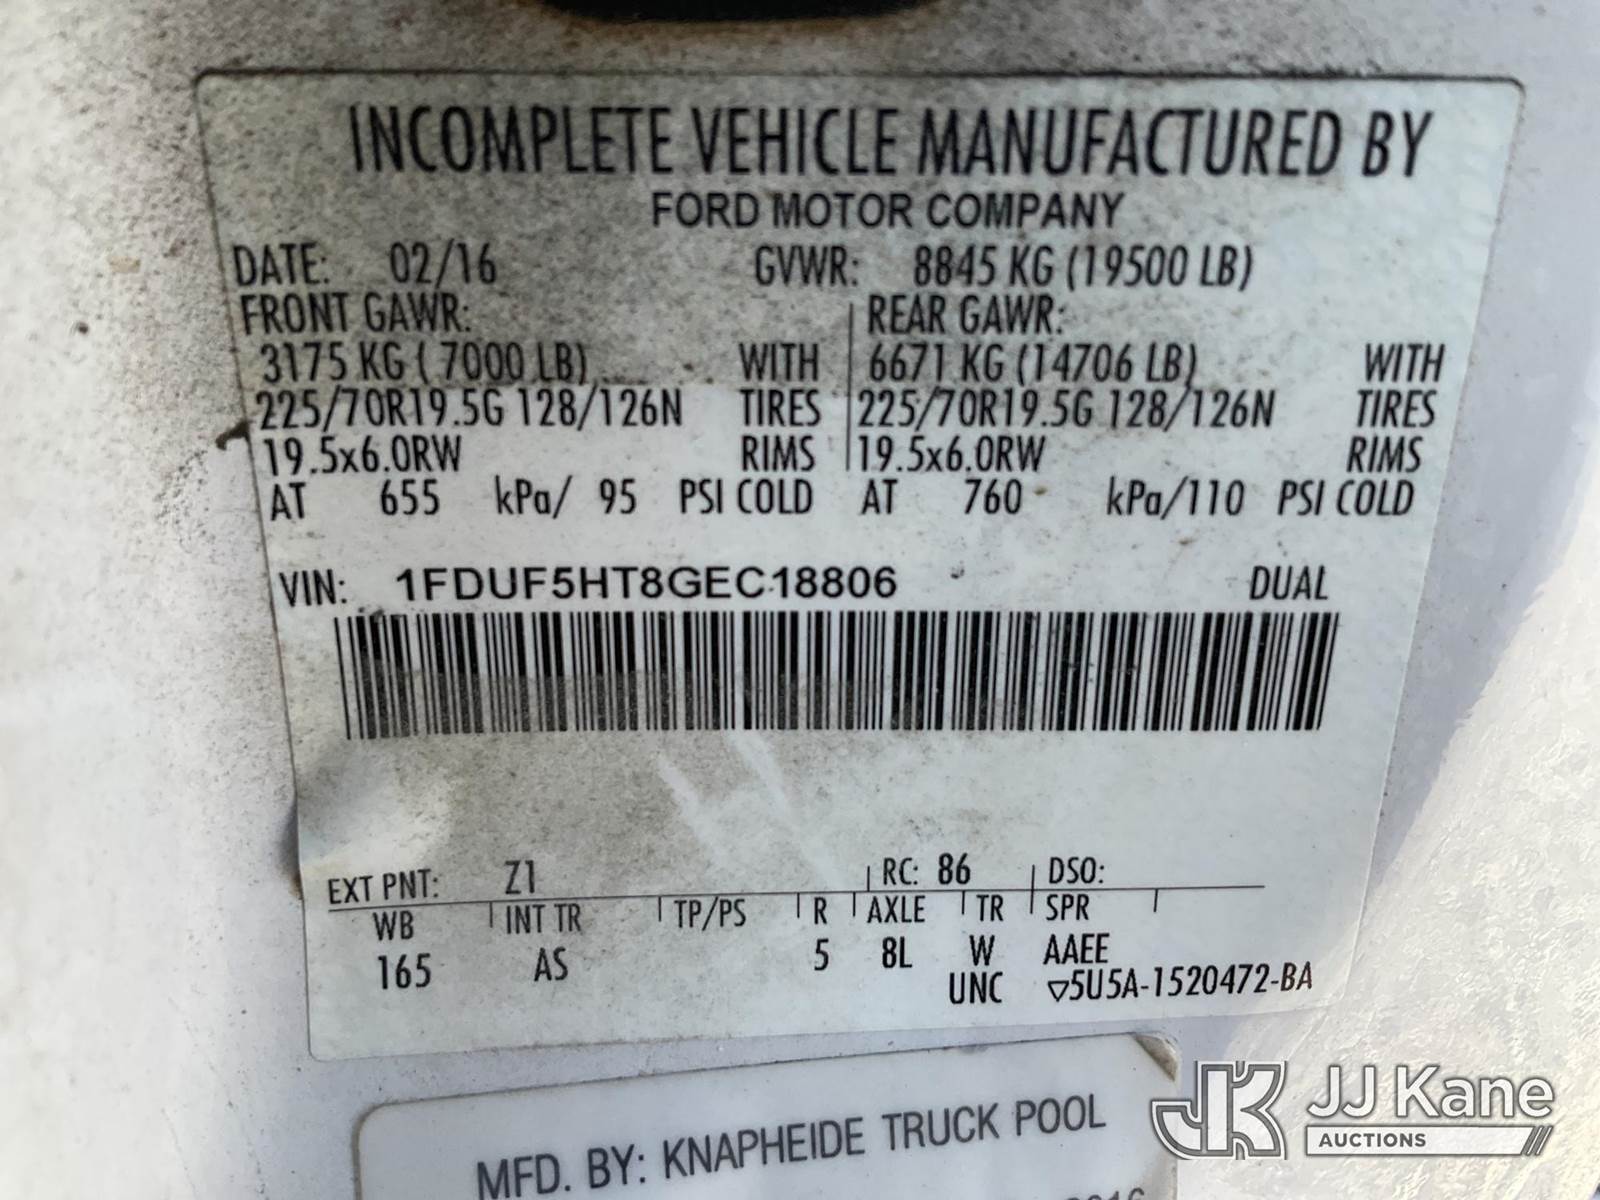 INCOMPLETE VEHICLE MANUFACTURED BY
FORD MOTOR COMPANY
DATE: 02/16 GVWR: 8845 KG (19500 LB)
FRONT GAWR: REAR GAWR:
3175 KG ( 7000 LB) WITH 6671 KG (14706 LB) WITH
225/70R19.5G 128/126N TIRES 225/70R19.5G 128/126N TIRES
19.5x6.0RW RIMS 19.5x6.0RW RIMS
AT 655 kPa/ 95 PSI COLD AT 760 kPa/110 PSI COLD
VIN: 1FDUF5HT8GEC18806 DUAL
EXT PNT: Z1 RC: 86 DSO:
WB INT TR TP/PS R AXLE TR SPR
165 AS 5 8L W AAEE
UNC ▽5U5A-1520472-BA
MFD. BY: KNAPHEIDE TRUCK POOL
JK JJ Kane
AUCTIONS